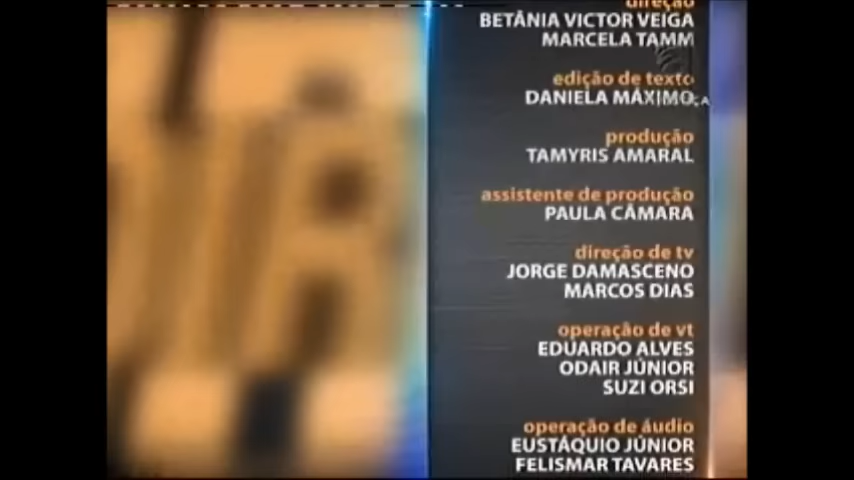 direção
BETÂNIA VICTOR VEIGA
MARCELA TAMM
edição de texto
DANIELA MÁXIMO
produção
TAMYRIS AMARAL
assistente de produção
PAULA CÂMARA
direção de tv
JORGE DAMASCENO
MARCOS DIAS
operação de vt
EDUARDO ALVES
ODAIR JÚNIOR
SUZI ORSI
operação de áudio
EUSTÁQUIO JÚNIOR
FELISMAR TAVARES